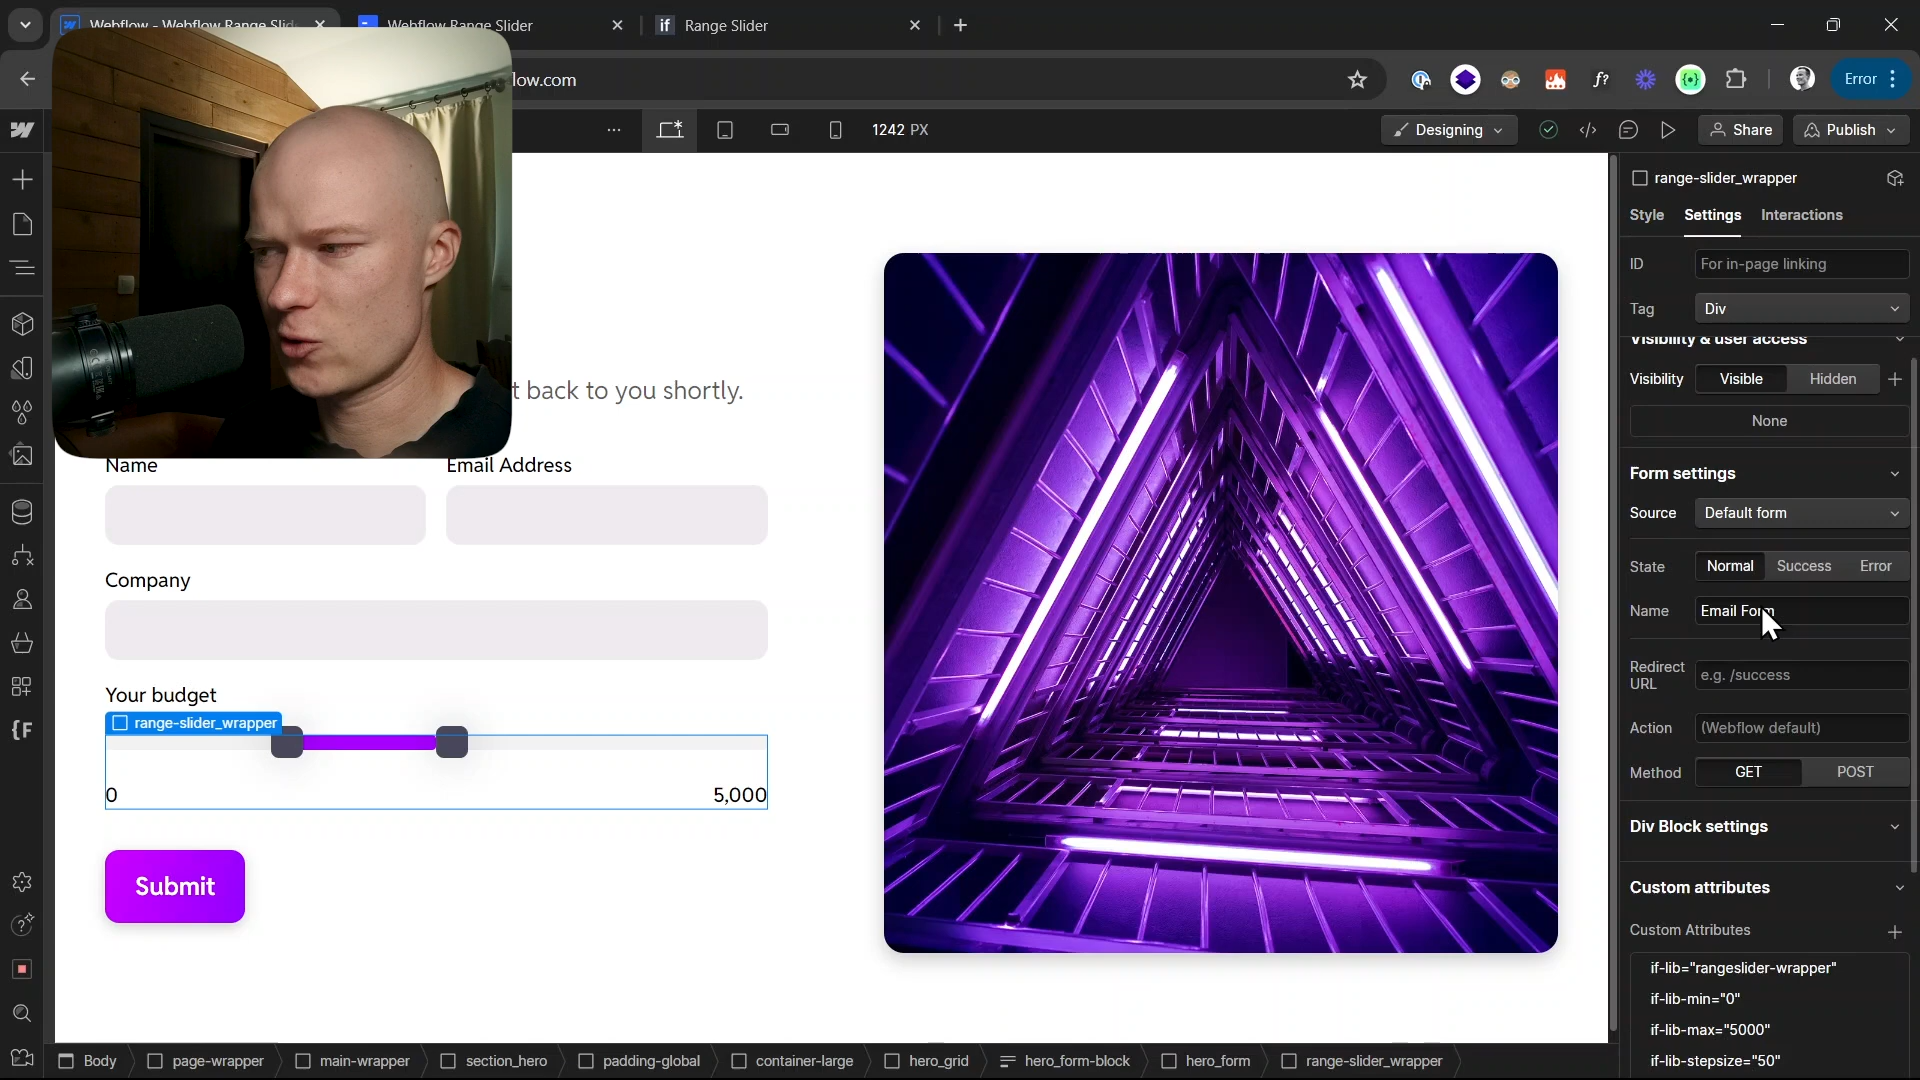 Webflow - Webflow Range Slid
Webflow Range Slider
if Range Slider
low.com
Error
1242 PX
Designing
Share
Publish
range-slider_wrapper
Style Settings Interactions
ID For in-page linking
Tag Div
Visibility & user access
Visibility Visible Hidden
None
Form settings
Source Default form
State Normal Success Error
Name Email Form
Redirect URL e.g. /success
Action (Webflow default)
Method GET POST
Div Block settings
Custom attributes
Custom Attributes
if-lib="rangeslider-wrapper"
if-lib-min="0"
if-lib-max="5000"
if-lib-stepsize="50"
t back to you shortly.
Name
Email Address
Company
Your budget
range-slider_wrapper
0
5,000
Submit
Body page-wrapper main-wrapper section_hero padding-global container-large hero_grid hero_form-block hero_form range-slider_wrapper